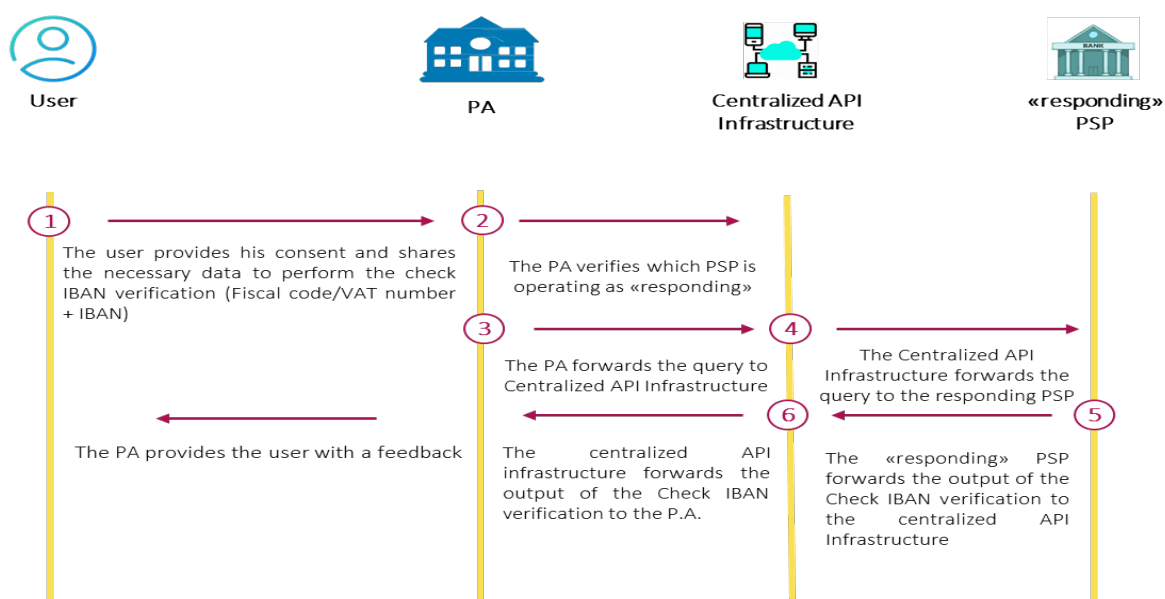 BANK
User
PA
Centralized API
Infrastructure
«responding»
PSP
1
2
The user provides his consent and shares
the necessary data to perform the check
IBAN verification (Fiscal code/VAT number
+ IBAN)
The PA verifies which PSP is
operating as «responding»
3
4
The PA forwards the query to
Centralized API Infrastructure
The Centralized API
Infrastructure forwards the
query to the responding PSP
6
5
The PA provides the user with a feedback
The centralized API
infrastructure forwards the
output of the Check IBAN
verification to the P.A.
The «responding» PSP
forwards the output of the
Check IBAN verification to
the centralized API
Infrastructure